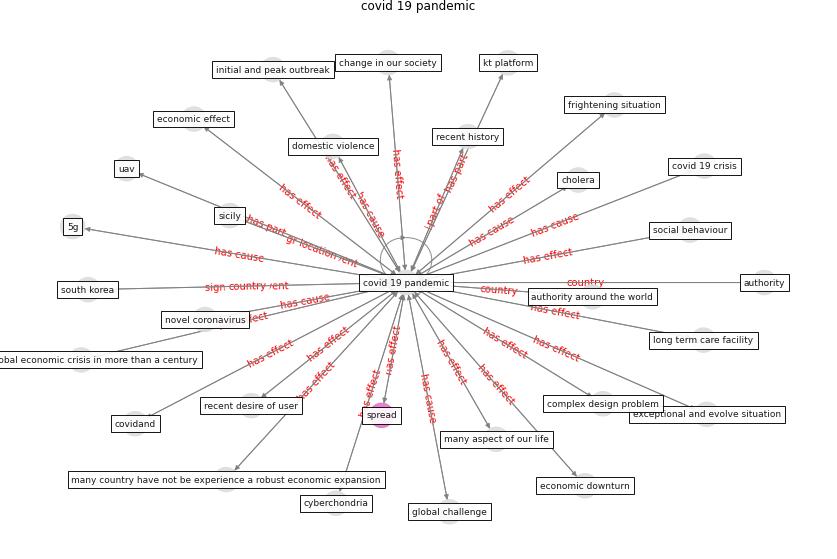 covid 19 pandemic
initial and peak outbreak
change in our society
kt platform
economic effect
frightening situation
domestic violence
recent history
uav
cholera
covid 19 crisis
sicily
5g
social behaviour
has effect
has effect
has cause
has effect
part of
has part
has effect
has cause
has cause
has effect
has part
location
has cause
south korea
country
covid 19 pandemic
country
country
authority
authority around the world
has cause
novel coronavirus
has effect
long term care facility
obal economic crisis in more than a century
has effect
has effect
has effect
has effect
has effect
has effect
has effect
has effect
has cause
covidand
recent desire of user
spread
complex design problem
exceptional and evolve situation
many aspect of our life
many country have not be experience a robust economic expansion
cyberchondria
global challenge
economic downturn